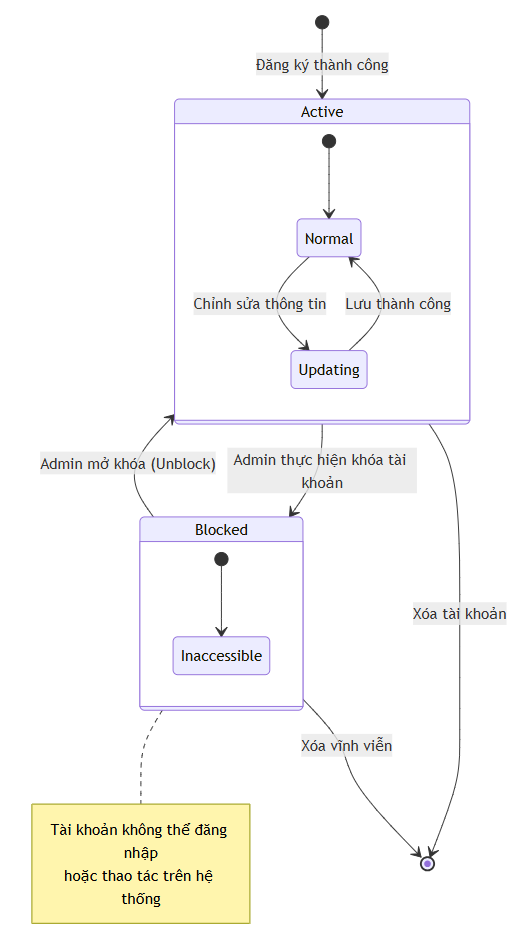 Đăng ký thành công
Active
Normal
Chỉnh sửa thông tin
Lưu thành công
Updating
Admin mở khóa (Unblock)
Admin thực hiện khóa tài
khoản
Blocked
Inaccessible
Xóa tài khoản
Xóa vĩnh viễn
Tài khoản không thể đăng
nhập
hoặc thao tác trên hệ
thống